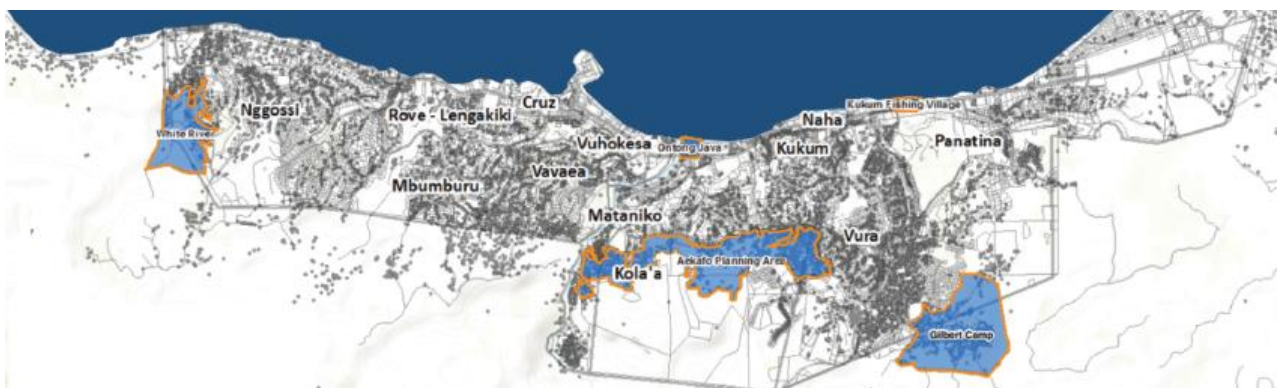 Cruz
Kukum Fishing Village
Nggossi
Rove - Lengakiki
Naha
White River
Vuhokesa
Ontong Java
Kukum
Panatina
Vavaea
Mbumburu
Mataniko
Vura
Aekafo Planning Area
Kola'a
Gilbert Camp